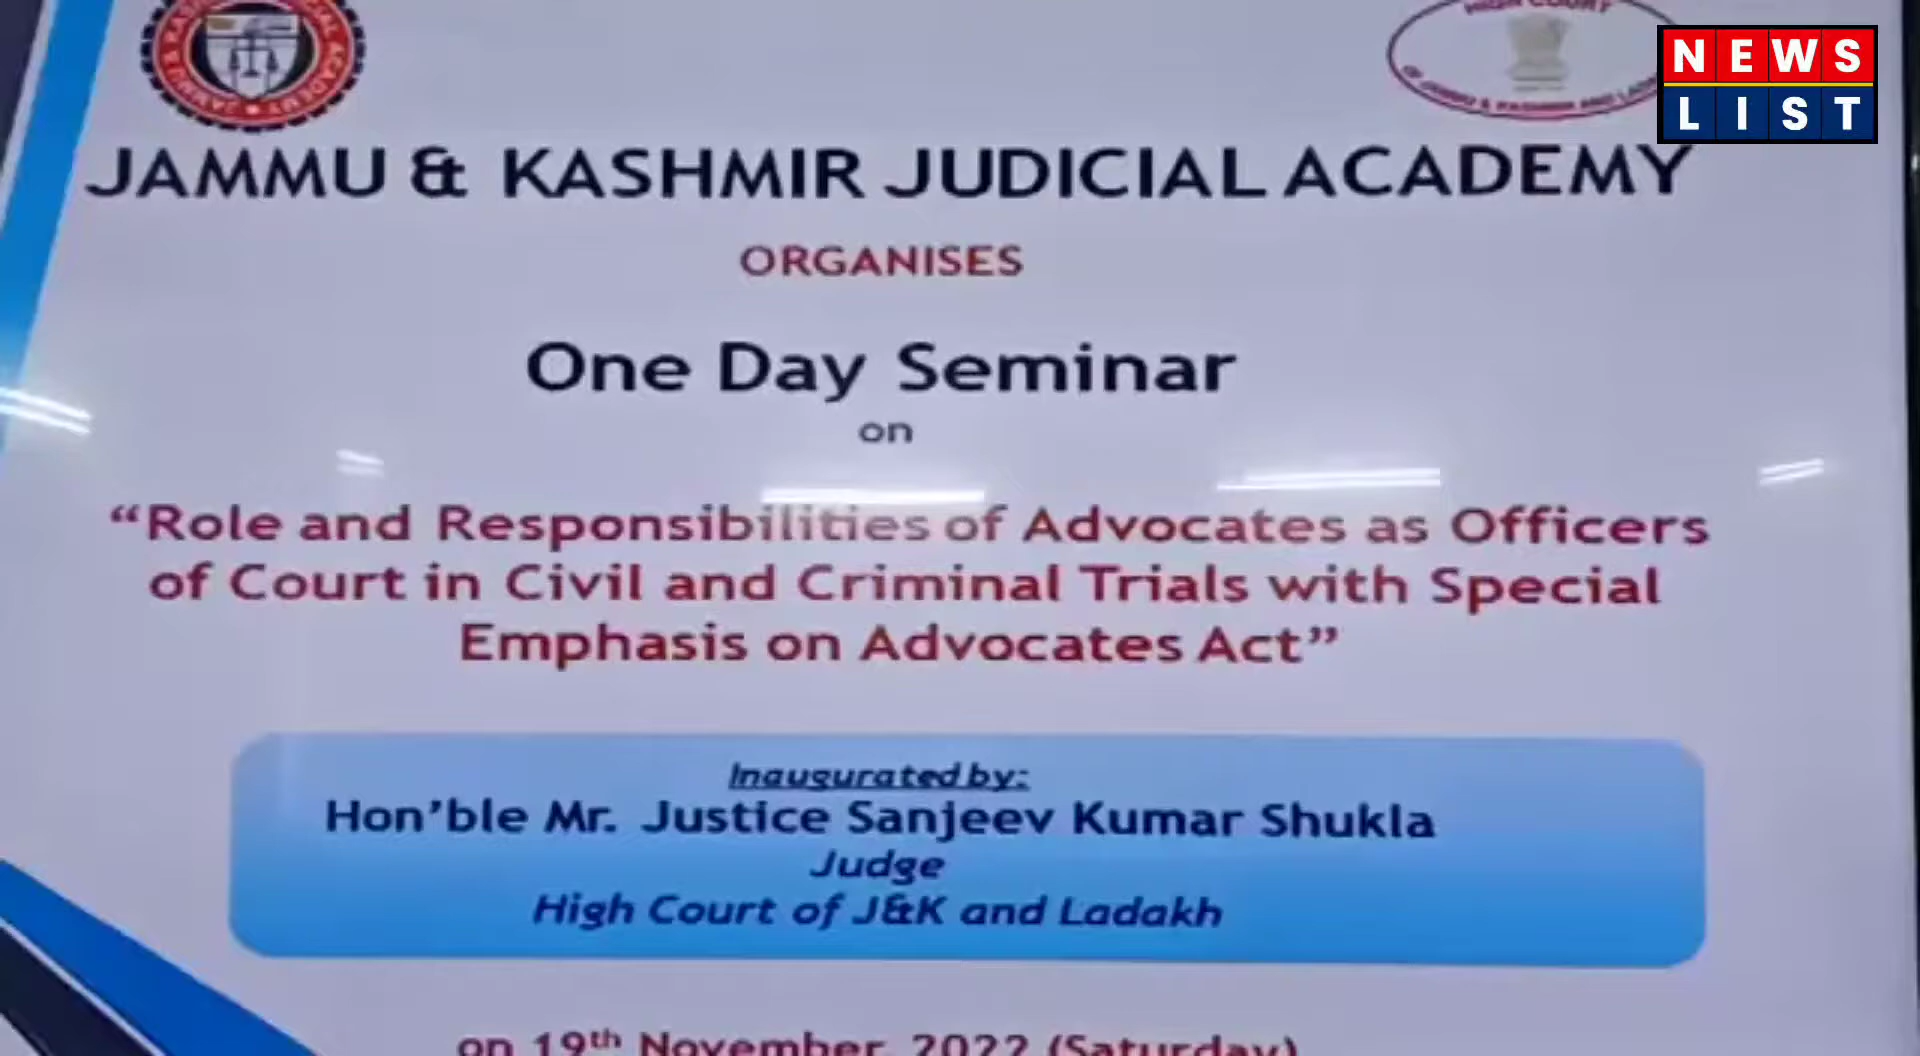 HIGH COURT
NEWS
LIST
JAMMU & KASHMIR JUDICIAL ACADEMY
ORGANISES
One Day Seminar
on
“Role and Responsibilities of Advocates as Officers
of Court in Civil and Criminal Trials with Special
Emphasis on Advocates Act”
Inaugurated by:
Hon’ble Mr. Justice Sanjeev Kumar Shukla
Judge
High Court of J&K and Ladakh
on 19th November, 2022 (Saturday)